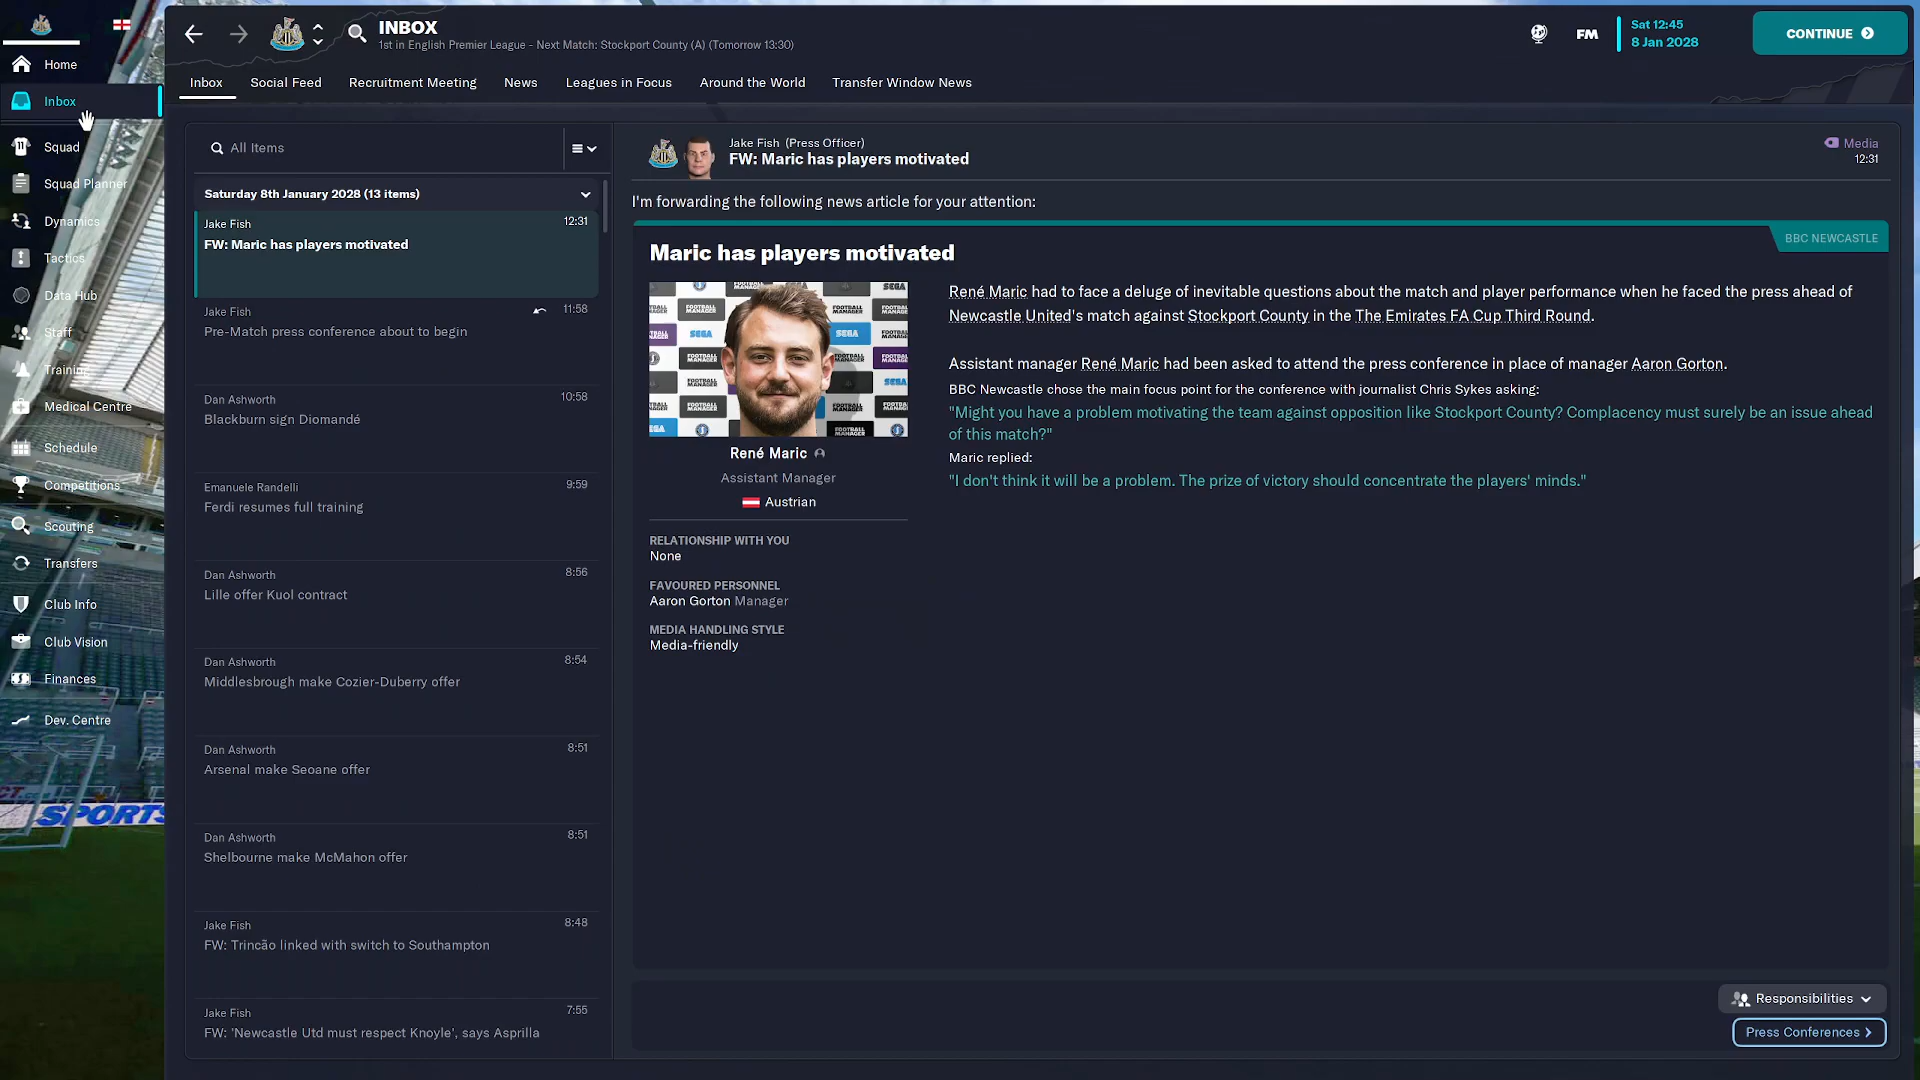 INBOX
1st in English Premier League - Next Match: Stockport County (A) (Tomorrow 13:30)
FM
Sat 12:45
8 Jan 2028
CONTINUE
Home
Inbox
Squad
Squad Planner
Dynamics
Tactics
Data Hub
Staff
Training
Medical Centre
Schedule
Competitions
Scouting
Transfers
Club Info
Club Vision
Finances
Dev. Centre
SPORTS
Inbox
Social Feed
Recruitment Meeting
News
Leagues in Focus
Around the World
Transfer Window News
All Items
Saturday 8th January 2028 (13 items)
Jake Fish
12:31
FW: Maric has players motivated
Jake Fish
11:58
Pre-Match press conference about to begin
Dan Ashworth
10:58
Blackburn sign Diomandé
Emanuele Randelli
9:59
Ferdi resumes full training
Dan Ashworth
8:56
Lille offer Kuol contract
Dan Ashworth
8:54
Middlesbrough make Cozier-Duberry offer
Dan Ashworth
8:51
Arsenal make Seoane offer
Dan Ashworth
8:51
Shelbourne make McMahon offer
Jake Fish
8:48
FW: Trincão linked with switch to Southampton
Jake Fish
7:55
FW: 'Newcastle Utd must respect Knoyle', says Asprilla
Jake Fish (Press Officer)
FW: Maric has players motivated
Media
12:31
I'm forwarding the following news article for your attention:
BBC NEWCASTLE
Maric has players motivated
SEGA
FOOTBALL MANAGER
René Maric
Assistant Manager
Austrian
RELATIONSHIP WITH YOU
None
FAVOURED PERSONNEL
Aaron Gorton Manager
MEDIA HANDLING STYLE
Media-friendly
René Maric had to face a deluge of inevitable questions about the match and player performance when he faced the press ahead of
Newcastle United's match against Stockport County in the The Emirates FA Cup Third Round.
Assistant manager René Maric had been asked to attend the press conference in place of manager Aaron Gorton.
BBC Newcastle chose the main focus point for the conference with journalist Chris Sykes asking:
"Might you have a problem motivating the team against opposition like Stockport County? Complacency must surely be an issue ahead
of this match?"
Maric replied:
"I don't think it will be a problem. The prize of victory should concentrate the players' minds."
Responsibilities
Press Conferences